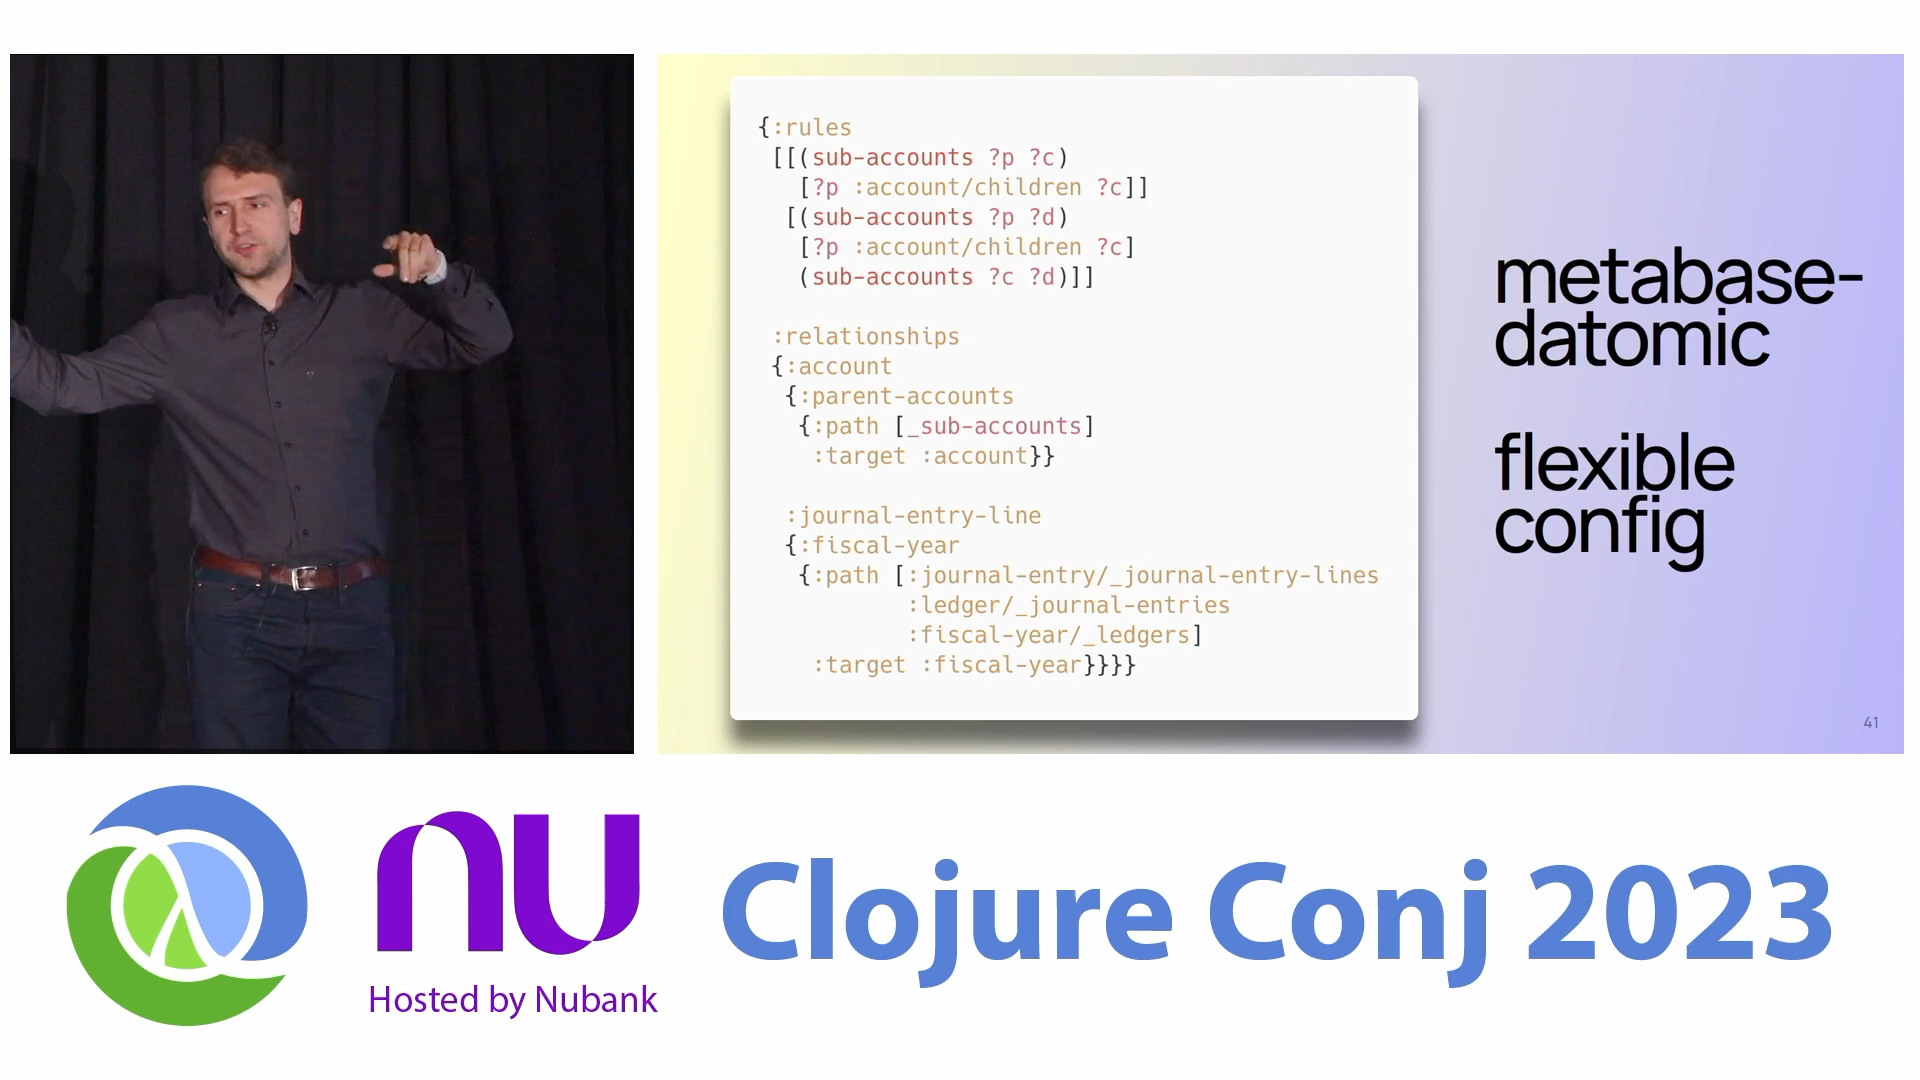 {:rules
[[(sub-accounts ?p ?c)
[?p :account/children ?c]]
[(sub-accounts ?p ?d)
[?p :account/children ?c]
(sub-accounts ?c ?d)]]
:relationships
{:account
{:parent-accounts
{:path [_sub-accounts]
:target :account}}
:journal-entry-line
{:fiscal-year
{:path [:journal-entry/_journal-entry-lines
:ledger/_journal-entries
:fiscal-year/_ledgers]
:target :fiscal-year}}}}
metabase-
datomic
flexible
config
41
nu
Hosted by Nubank
Clojure Conj 2023